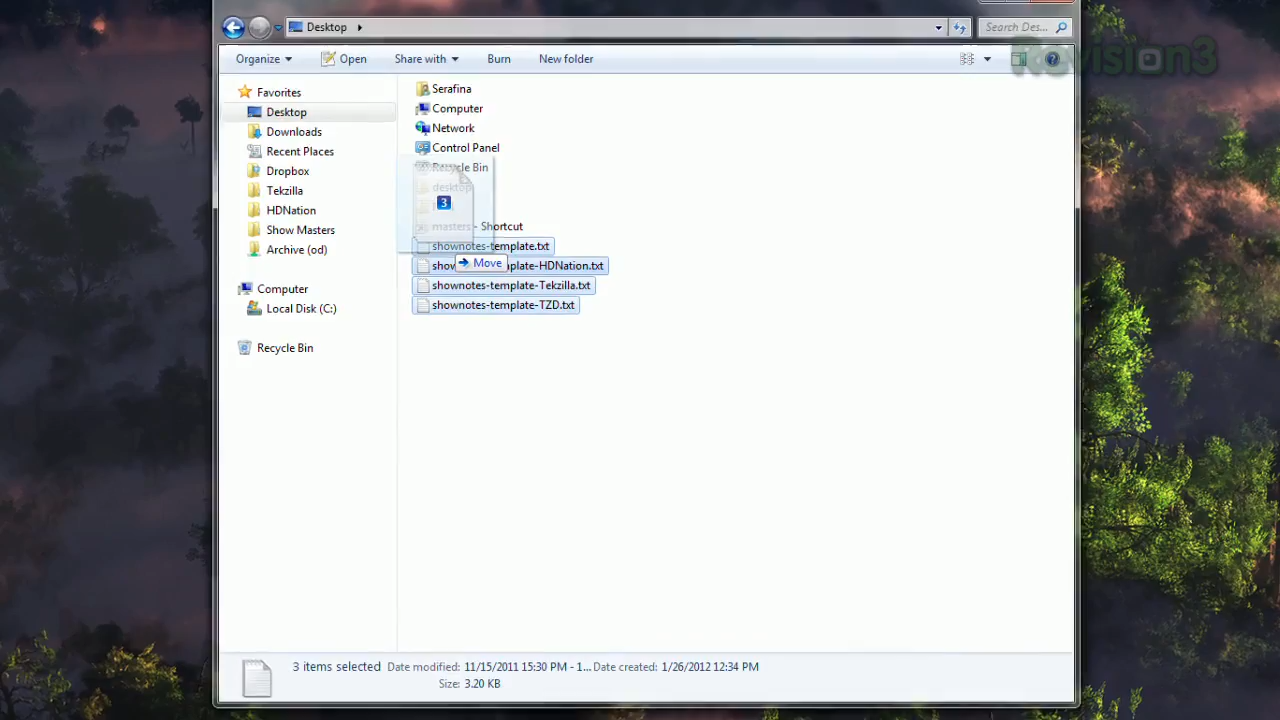 Desktop
Search Des...
Revision3
Organize
Open
Share with
Burn
New folder
Favorites
Desktop
Downloads
Recent Places
Dropbox
Tekzilla
HDNation
Show Masters
Archive (od)
Computer
Local Disk (C:)
Recycle Bin
Serafina
Computer
Network
Control Panel
Recycle Bin
desktop
masters - Shortcut
3
shownotes-template.txt
Move
plate-HDNation.txt
shownotes-template-Tekzilla.txt
shownotes-template-TZD.txt
3 items selected
Date modified: 11/15/2011 15:30 PM - 1...
Date created: 1/26/2012 12:34 PM
Size: 3.20 KB